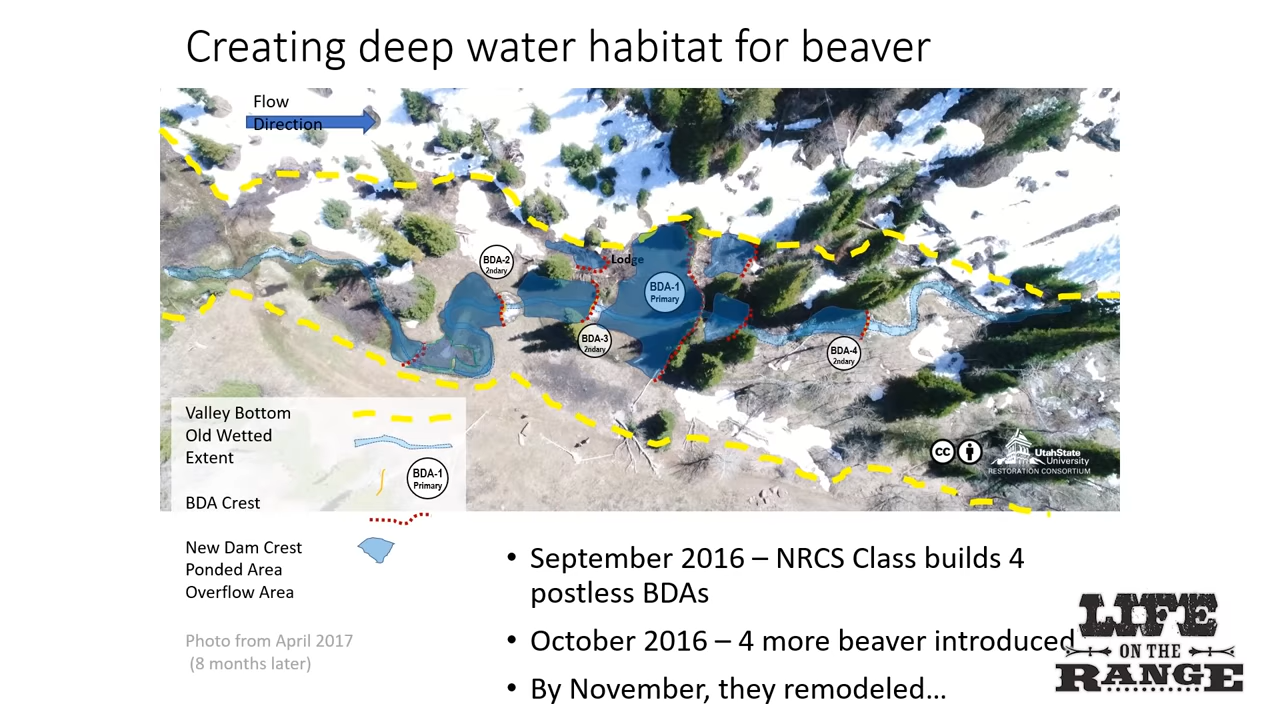 Creating deep water habitat for beaver
Flow
Direction
BDA-2
2ndary
Lodge
BDA-1
Primary
BDA-3
2ndary
BDA-4
2ndary
Valley Bottom
Old Wetted
Extent
BDA-1
Primary
BDA Crest
New Dam Crest
Ponded Area
Overflow Area
Photo from April 2017
(8 months later)
cc
UtahState
University
RESTORATION CONSORTIUM
• September 2016 – NRCS Class builds 4
postless BDAs
• October 2016 – 4 more beaver introduced
• By November, they remodeled…
LIFE
ON THE
RANGE